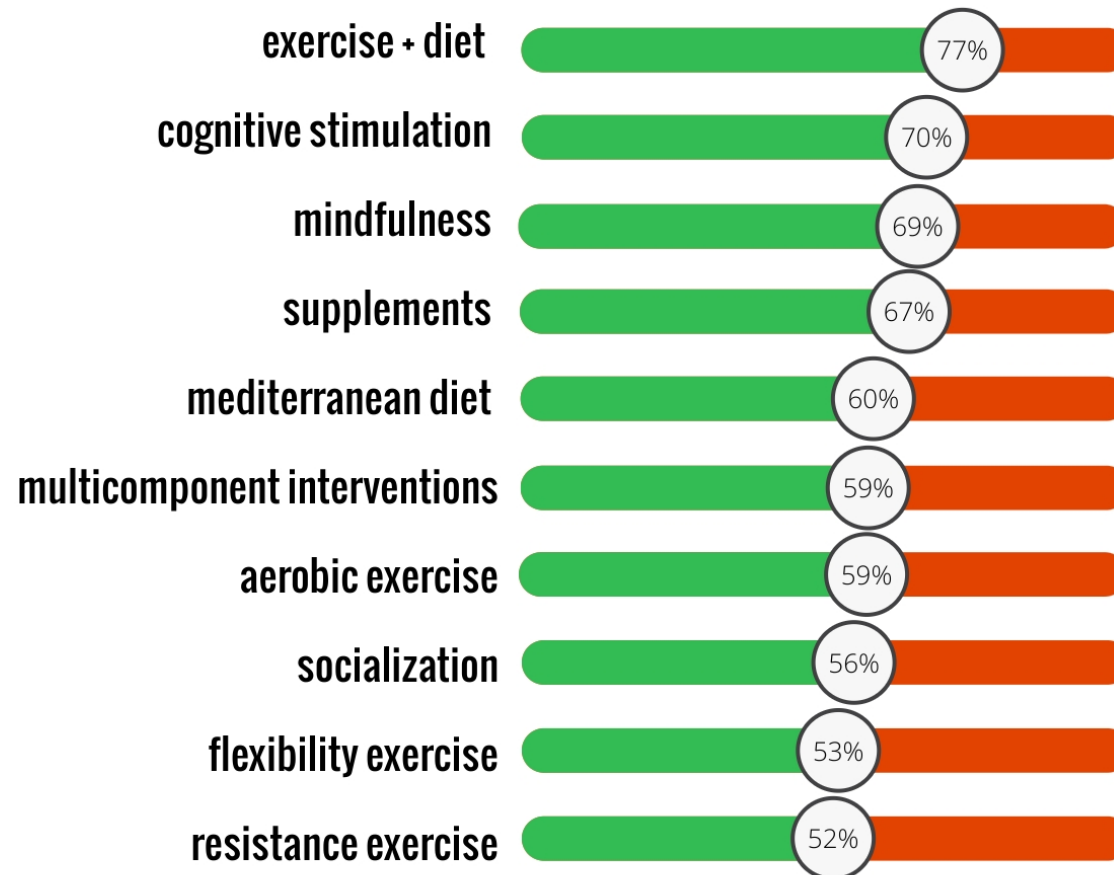 exercise + diet 77%
cognitive stimulation 70%
mindfulness 69%
supplements 67%
mediterranean diet 60%
multicomponent interventions 59%
aerobic exercise 59%
socialization 56%
flexibility exercise 53%
resistance exercise 52%